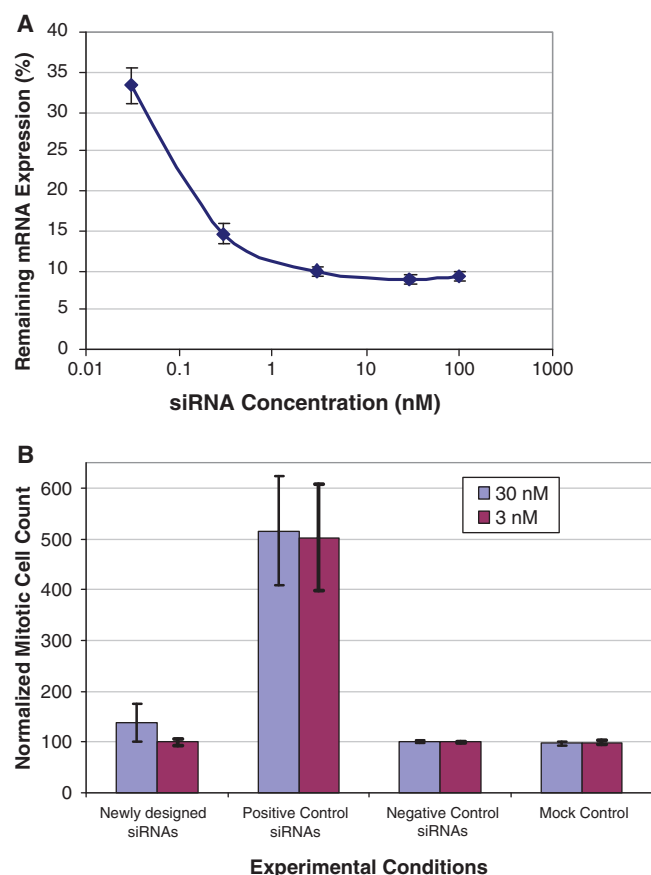 A
Remaining mRNA Expression (%)
40
35
30
25
20
15
10
5
0
0.01 0.1 1 10 100 1000
siRNA Concentration (nM)
B
Normalized Mitotic Cell Count
600
500
400
300
200
100
0
30 nM
3 nM
Newly designed siRNAs
Positive Control siRNAs
Negative Control siRNAs
Mock Control
Experimental Conditions